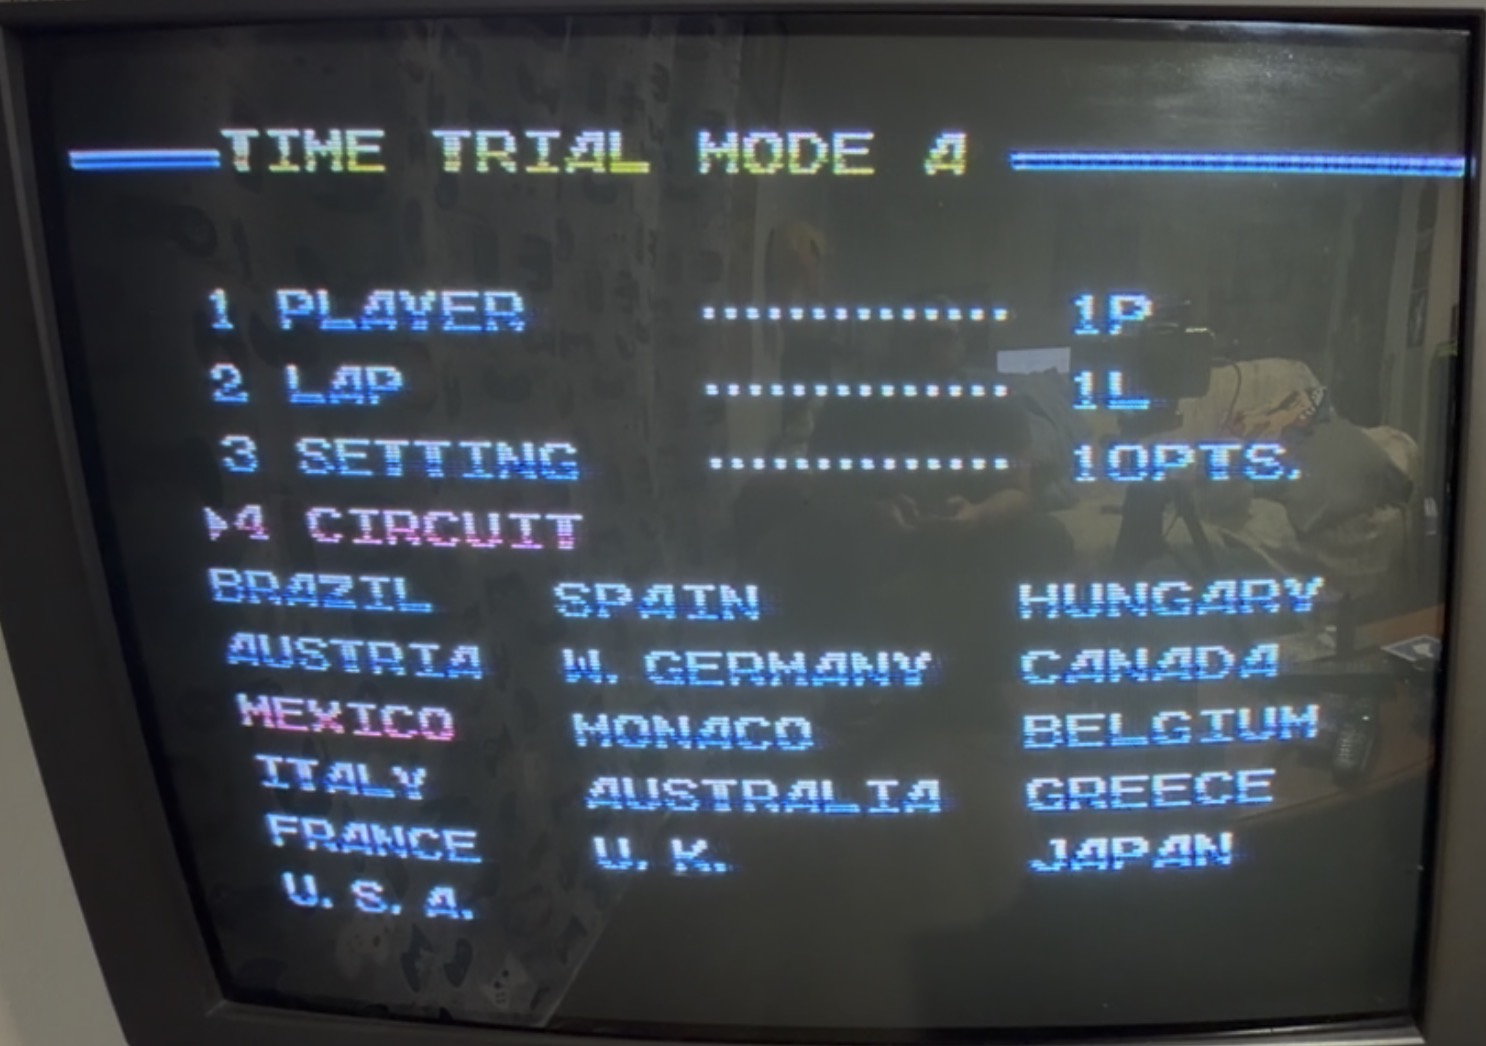 TIME TRIAL MODE A
1 PLAYER .............. 1P
2 LAP .............. 1L
3 SETTING .............. 10PTS.
▶4 CIRCUIT
BRAZIL SPAIN HUNGARY
AUSTRIA W. GERMANY CANADA
MEXICO MONACO BELGIUM
ITALY AUSTRALIA GREECE
FRANCE U.K. JAPAN
U.S.A.